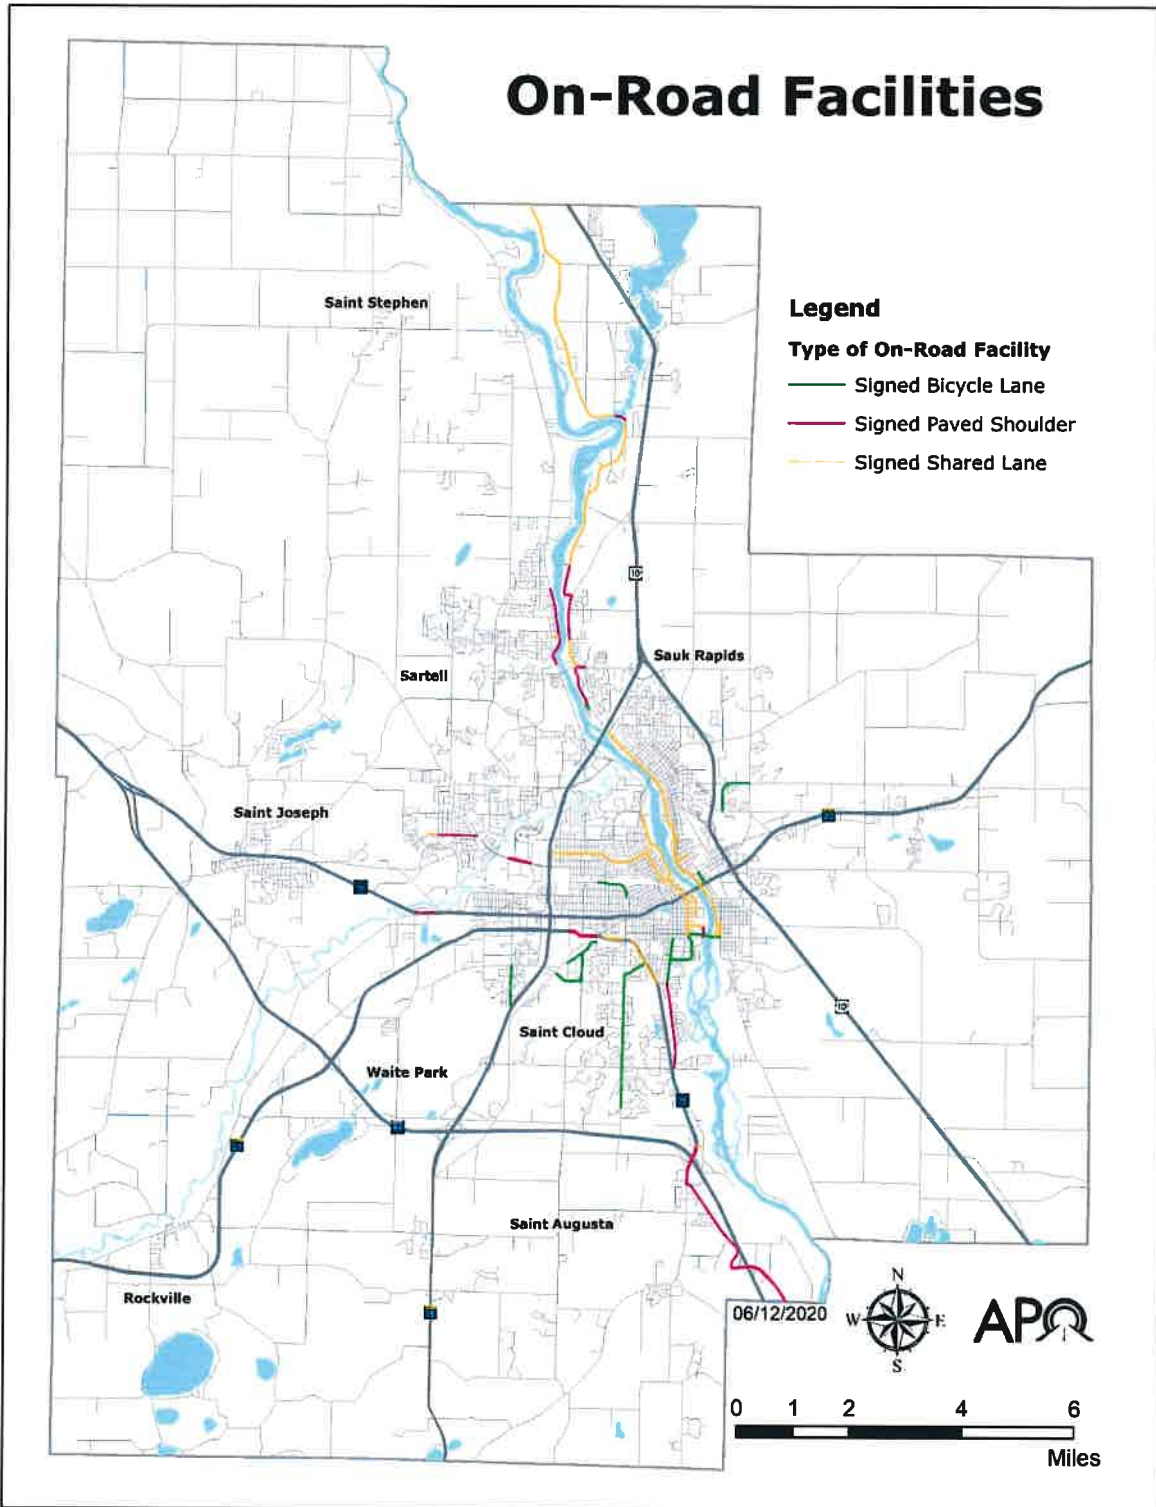 On-Road Facilities
Legend
Type of On-Road Facility
Signed Bicycle Lane
Signed Paved Shoulder
Signed Shared Lane
Saint Stephen
10
Sauk Rapids
Sartell
Saint Joseph
10
Saint Cloud
Waite Park
Saint Augusta
Rockville
06/12/2020
N
W E
S
APO
0 1 2 4 6
Miles